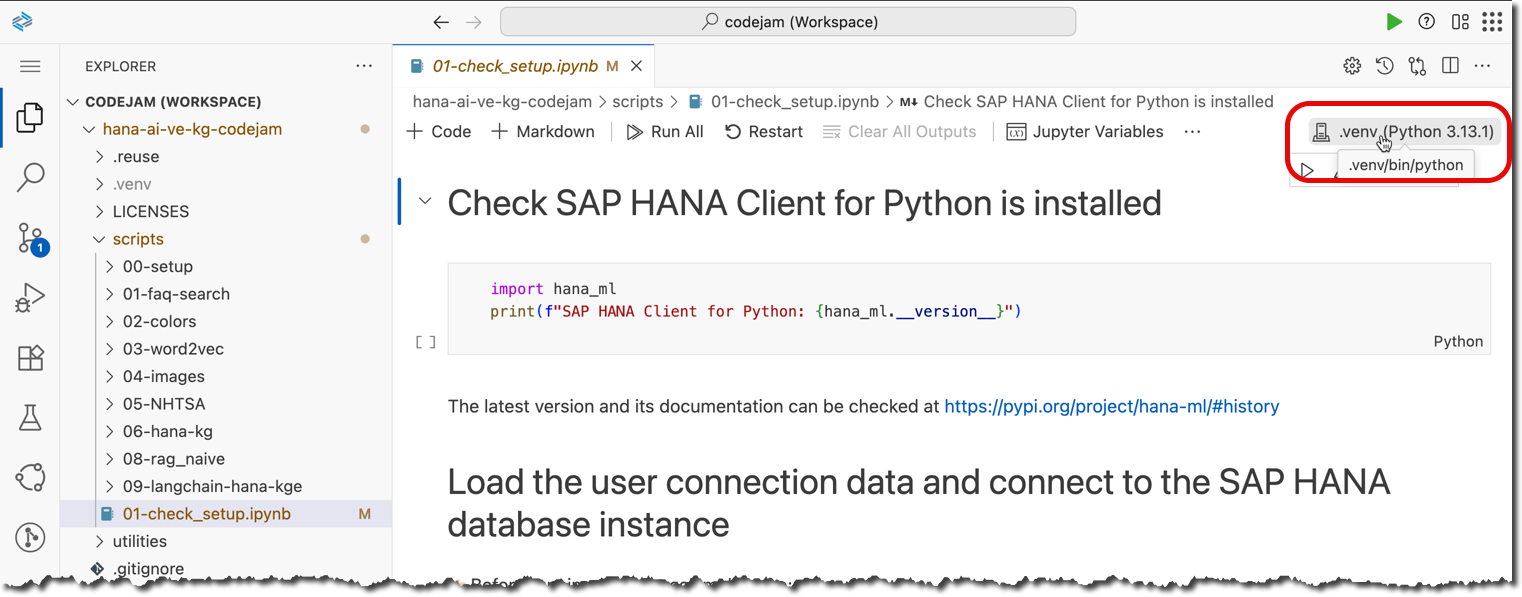 codejam (Workspace)
EXPLORER
CODEJAM (WORKSPACE)
hana-ai-ve-kg-codejam
.reuse
.venv
LICENSES
scripts
00-setup
01-faq-search
02-colors
03-word2vec
04-images
05-NHTSA
06-hana-kg
08-rag_naive
09-langchain-hana-kge
01-check_setup.ipynb M
utilities
.gitignore
1
01-check_setup.ipynb M
hana-ai-ve-kg-codejam > scripts > 01-check_setup.ipynb > M↓ Check SAP HANA Client for Python is installed
+ Code + Markdown Run All Restart Clear All Outputs Jupyter Variables ...
.venv (Python 3.13.1)
.venv/bin/python
Check SAP HANA Client for Python is installed
import hana_ml
print(f"SAP HANA Client for Python: {hana_ml.__version__}")
[ ]
Python
The latest version and its documentation can be checked at https://pypi.org/project/hana-ml/#history
Load the user connection data and connect to the SAP HANA
database instance